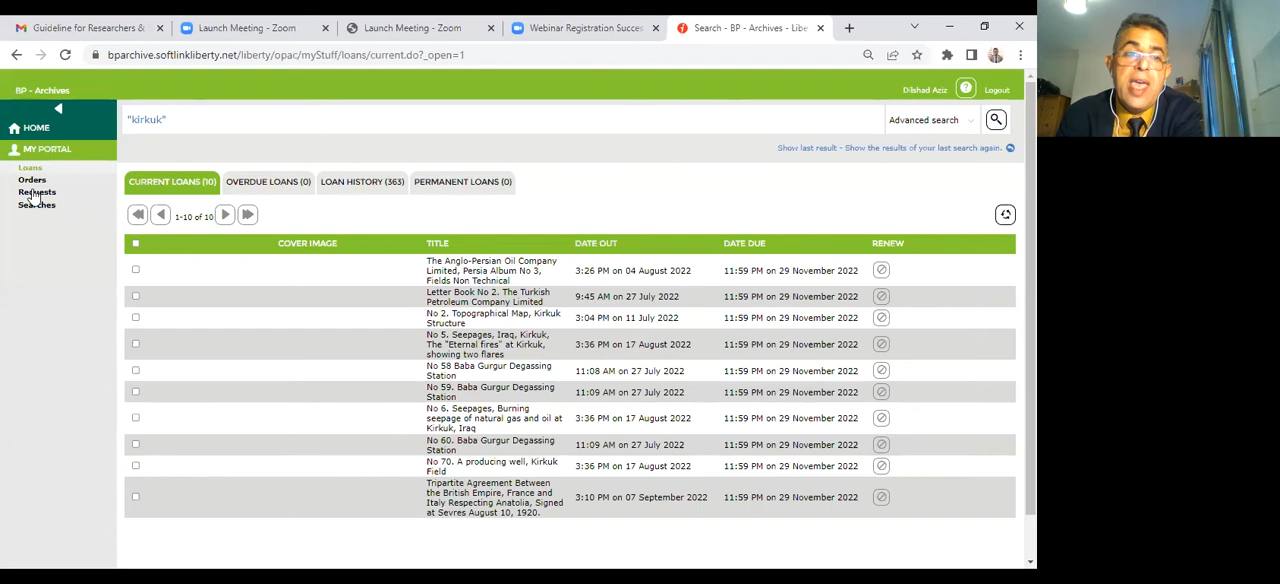 Guideline for Researchers &
Launch Meeting - Zoom
Launch Meeting - Zoom
Webinar Registration Succes
Search - BP - Archives - Libe
bparchive.softlinkliberty.net/liberty/opac/myStuff/loans/current.do?_open=1
BP - Archives
Dilshad Aziz
Logout
HOME
"kirkuk"
Advanced search
MY PORTAL
Show last result - Show the results of your last search again.
Loans
Orders
Requests
Searches
CURRENT LOANS (10)
OVERDUE LOANS (0)
LOAN HISTORY (363)
PERMANENT LOANS (0)
1-10 of 10
COVER IMAGE TITLE DATE OUT DATE DUE RENEW
The Anglo-Persian Oil Company
Limited, Persia Album No 3,
Fields Non Technical
3:26 PM on 04 August 2022
11:59 PM on 29 November 2022
Letter Book No 2. The Turkish
Petroleum Company Limited
9:45 AM on 27 July 2022
11:59 PM on 29 November 2022
No 2. Topographical Map, Kirkuk
Structure
3:04 PM on 11 July 2022
11:59 PM on 29 November 2022
No 5. Seepages, Iraq, Kirkuk,
The "Eternal fires" at Kirkuk,
showing two flares
3:36 PM on 17 August 2022
11:59 PM on 29 November 2022
No 58 Baba Gurgur Degassing
Station
11:08 AM on 27 July 2022
11:59 PM on 29 November 2022
No 59. Baba Gurgur Degassing
Station
11:09 AM on 27 July 2022
11:59 PM on 29 November 2022
No 6. Seepages, Burning
seepage of natural gas and oil at
Kirkuk, Iraq
3:36 PM on 17 August 2022
11:59 PM on 29 November 2022
No 60. Baba Gurgur Degassing
Station
11:09 AM on 27 July 2022
11:59 PM on 29 November 2022
No 70. A producing well, Kirkuk
Field
3:36 PM on 17 August 2022
11:59 PM on 29 November 2022
Tripartite Agreement Between
the British Empire, France and
Italy Respecting Anatolia, Signed
at Sevres August 10, 1920.
3:10 PM on 07 September 2022
11:59 PM on 29 November 2022